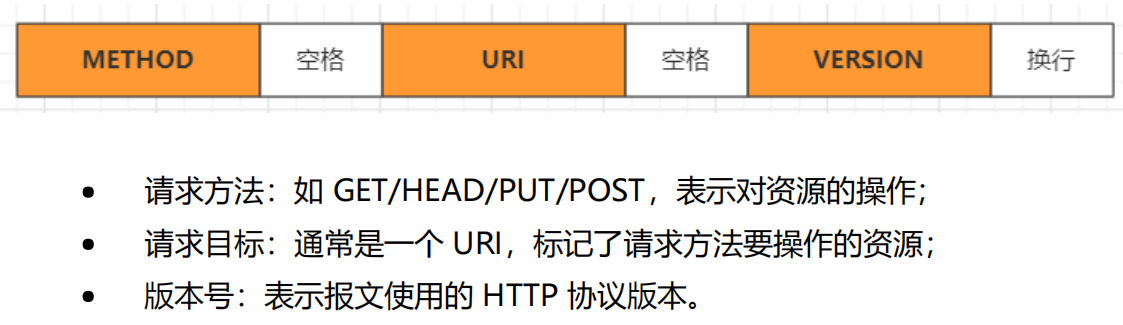 METHOD 空格 URI 空格 VERSION 换行
• 请求方法：如 GET/HEAD/PUT/POST，表示对资源的操作；
• 请求目标：通常是一个 URI，标记了请求方法要操作的资源；
• 版本号：表示报文使用的 HTTP 协议版本。